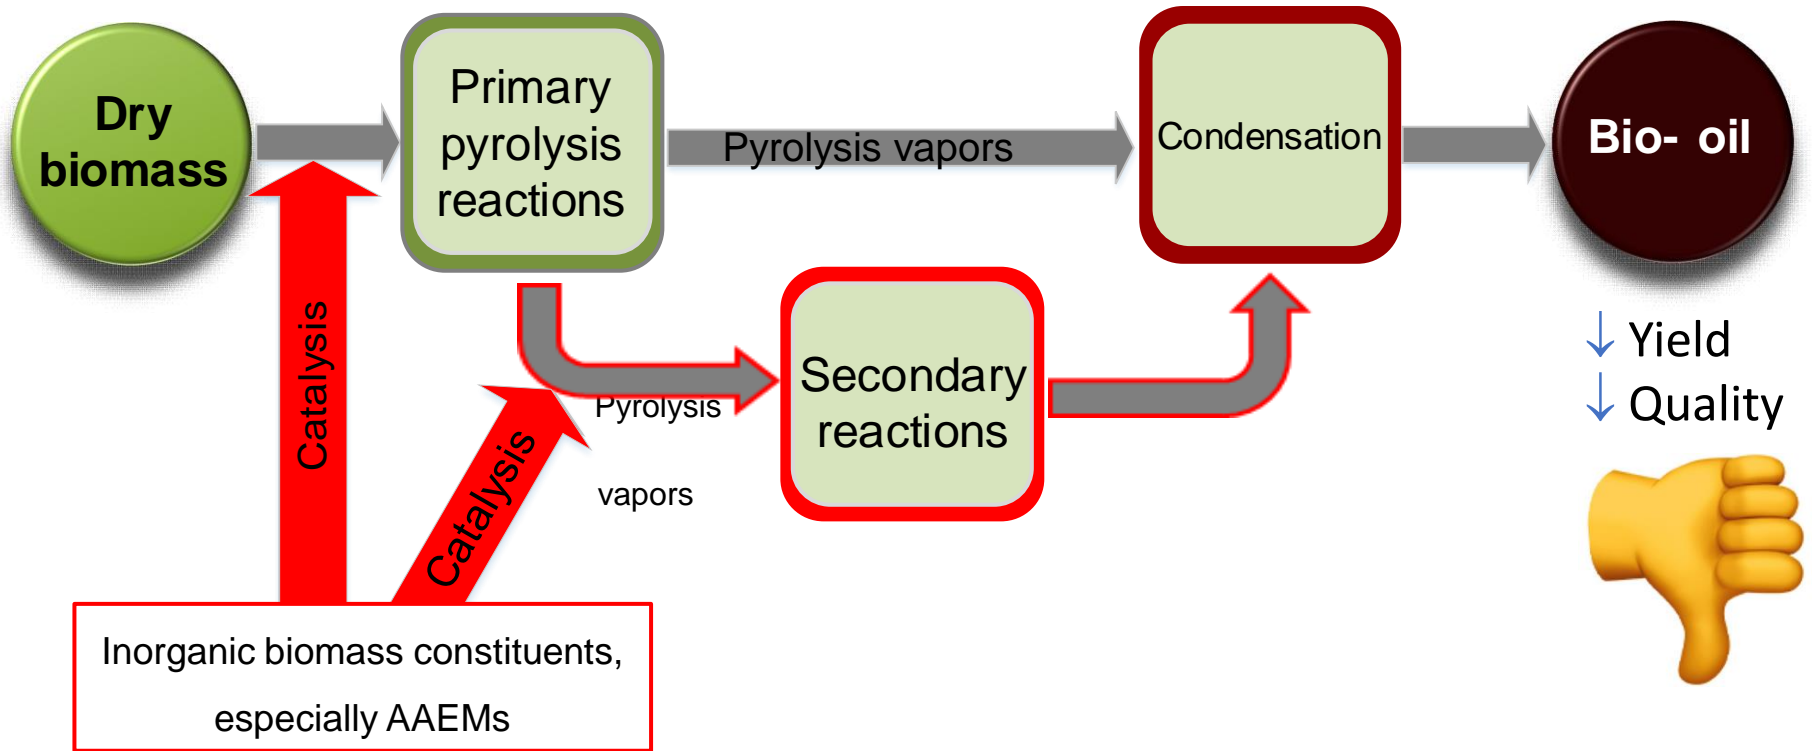 Dry
biomass
Primary
pyrolysis
reactions
Pyrolysis vapors
Condensation
Bio- oil
Catalysis
Catalysis
Pyrolysis
vapors
Secondary
reactions
↓ Yield
↓ Quality
Inorganic biomass constituents,
especially AAEMs